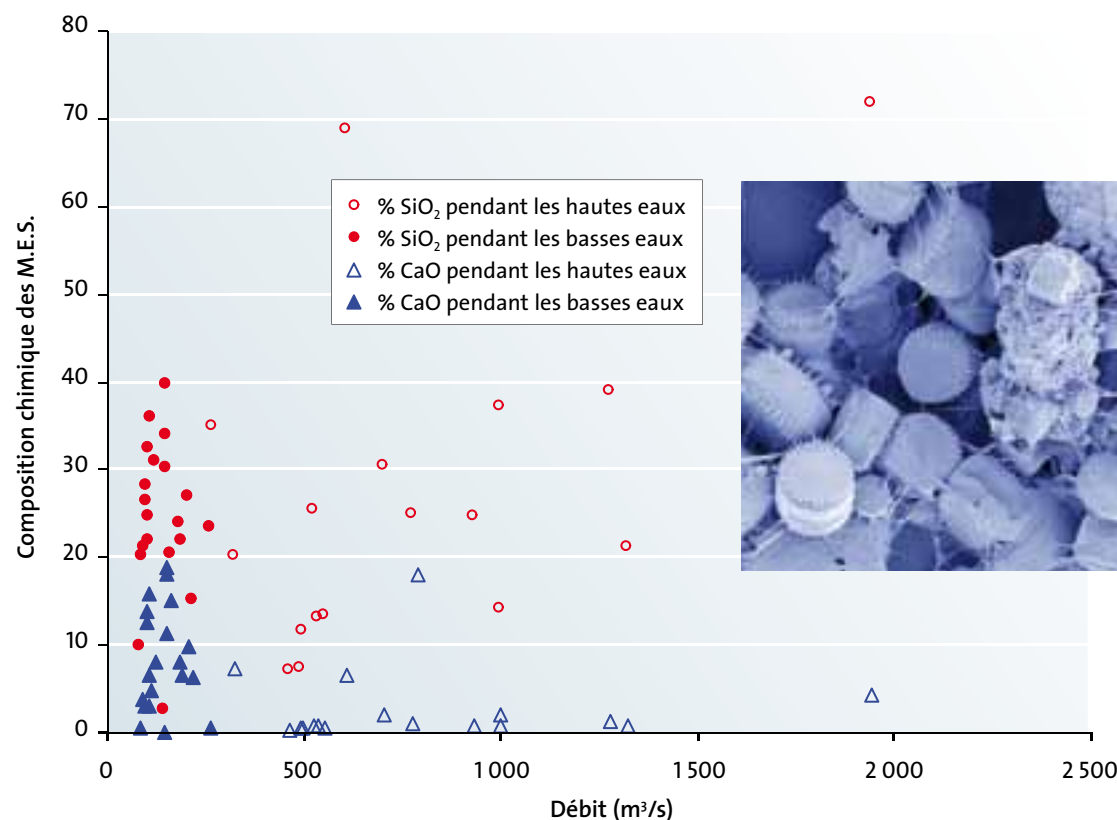 80
70
60
50
40
30
20
10
0
Composition chimique des M.E.S.
% SiO₂ pendant les hautes eaux
% SiO₂ pendant les basses eaux
% CaO pendant les hautes eaux
% CaO pendant les basses eaux
0 500 1 000 1 500 2 000 2 500
Débit (m³/s)